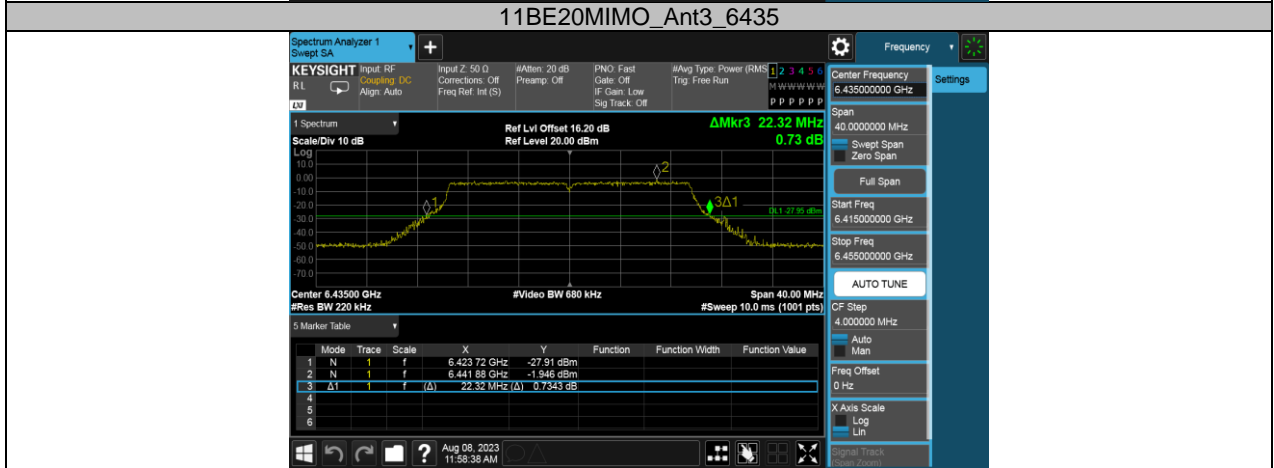 11BE20MIMO_Ant3_6435
Spectrum Analyzer 1
Swept SA
+
Frequency
KEYSIGHT Input: RF Input Z: 50 Ω #Atten: 20 dB PNO: Fast #Avg Type: Power (RMS 1 2 3 4 5 6
RL Coupling: DC Corrections: Off Preamp: Off Gate: Off Trig: Free Run M W W W W W
Align: Auto Freq Ref: Int (S) IF Gain: Low
LXI Sig Track: Off P P P P P P
Center Frequency
6.435000000 GHz
Settings
Span
40.0000000 MHz
Swept Span
Zero Span
Full Span
Start Freq
6.415000000 GHz
Stop Freq
6.455000000 GHz
AUTO TUNE
CF Step
4.000000 MHz
Auto
Man
Freq Offset
0 Hz
X Axis Scale
Log
Lin
Signal Track
(Span Zoom)
1 Spectrum
Ref Lvl Offset 16.20 dB ΔMkr3 22.32 MHz
Scale/Div 10 dB Ref Level 20.00 dBm 0.73 dB
Log
10.0
0.00
-10.0
-20.0
-30.0
-40.0
-50.0
-60.0
-70.0
1
2
3Δ1
DL1 -27.95 dBm
Center 6.43500 GHz #Video BW 680 kHz Span 40.00 MHz
#Res BW 220 kHz #Sweep 10.0 ms (1001 pts)
5 Marker Table
Mode Trace Scale X Y Function Function Width Function Value
1 N 1 f 6.423 72 GHz -27.91 dBm
2 N 1 f 6.441 88 GHz -1.946 dBm
3 Δ1 1 f (Δ) 22.32 MHz (Δ) 0.7343 dB
4
5
6
? Aug 08, 2023
11:58:38 AM